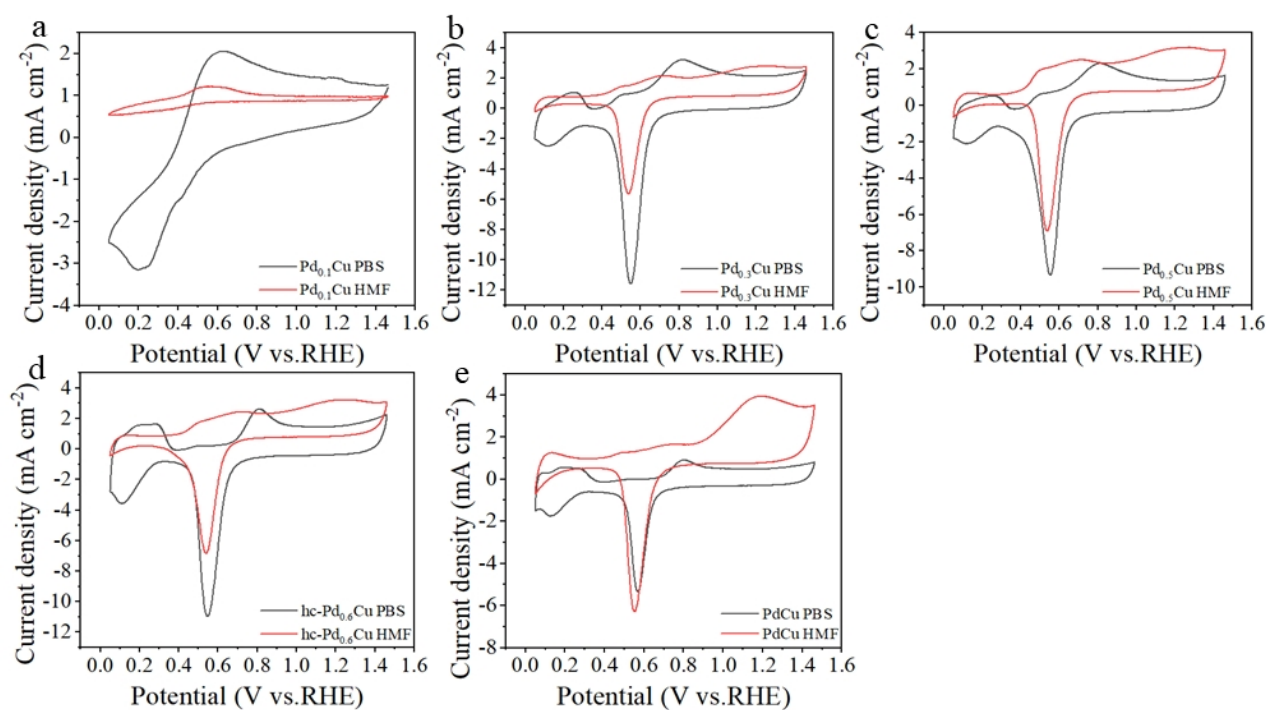 a
Current density (mA cm⁻²)
2
1
0
-1
-2
-3
-4
Pd₀.₁Cu PBS
Pd₀.₁Cu HMF
0.0 0.2 0.4 0.6 0.8 1.0 1.2 1.4 1.6
Potential (V vs.RHE)
b
Current density (mA cm⁻²)
4
2
0
-2
-4
-6
-8
-10
-12
Pd₀.₃Cu PBS
Pd₀.₃Cu HMF
0.0 0.2 0.4 0.6 0.8 1.0 1.2 1.4 1.6
Potential (V vs.RHE)
c
Current density (mA cm⁻²)
4
2
0
-2
-4
-6
-8
-10
Pd₀.₅Cu PBS
Pd₀.₅Cu HMF
0.0 0.4 0.8 1.2 1.6
Potential (V vs.RHE)
d
Current density (mA cm⁻²)
4
2
0
-2
-4
-6
-8
-10
-12
hc-Pd₀.₆Cu PBS
hc-Pd₀.₆Cu HMF
0.0 0.2 0.4 0.6 0.8 1.0 1.2 1.4 1.6
Potential (V vs.RHE)
e
Current density (mA cm⁻²)
4
2
0
-2
-4
-6
-8
PdCu PBS
PdCu HMF
0.0 0.2 0.4 0.6 0.8 1.0 1.2 1.4 1.6
Potential (V vs.RHE)